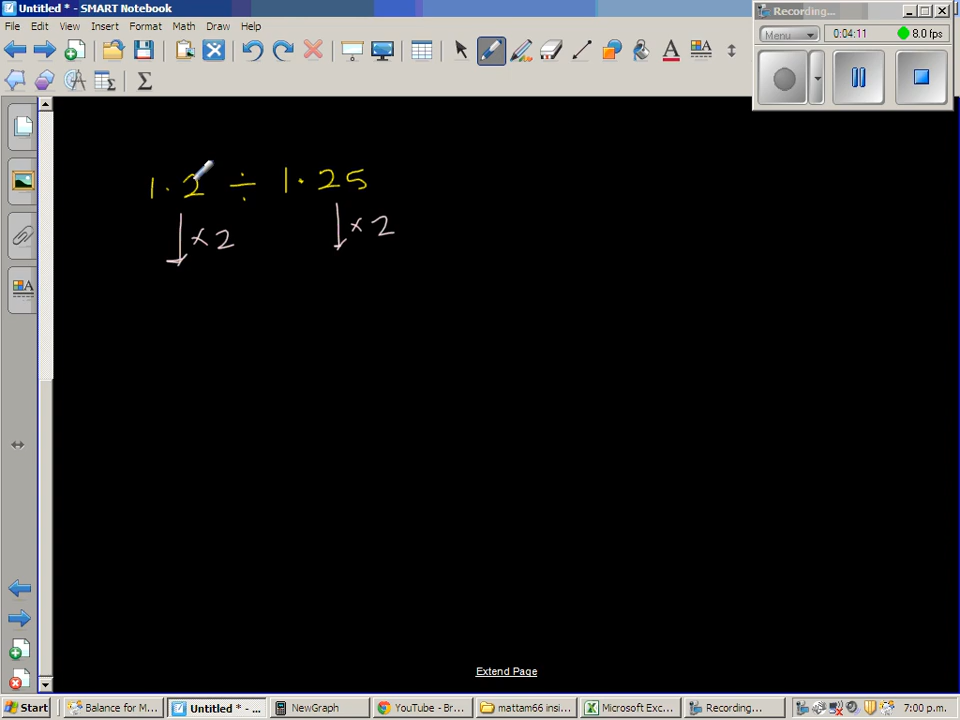 Untitled * - SMART Notebook
Recording...
File Edit View Insert Format Math Draw Help
Menu 0:04:11 8.0 fps
1.2 ÷ 1.25
×2 ×2
Extend Page
Start Balance for M... Untitled * - ... NewGraph YouTube - Br... mattam66 insi... Microsoft Exc... Recording... 7:00 p.m.